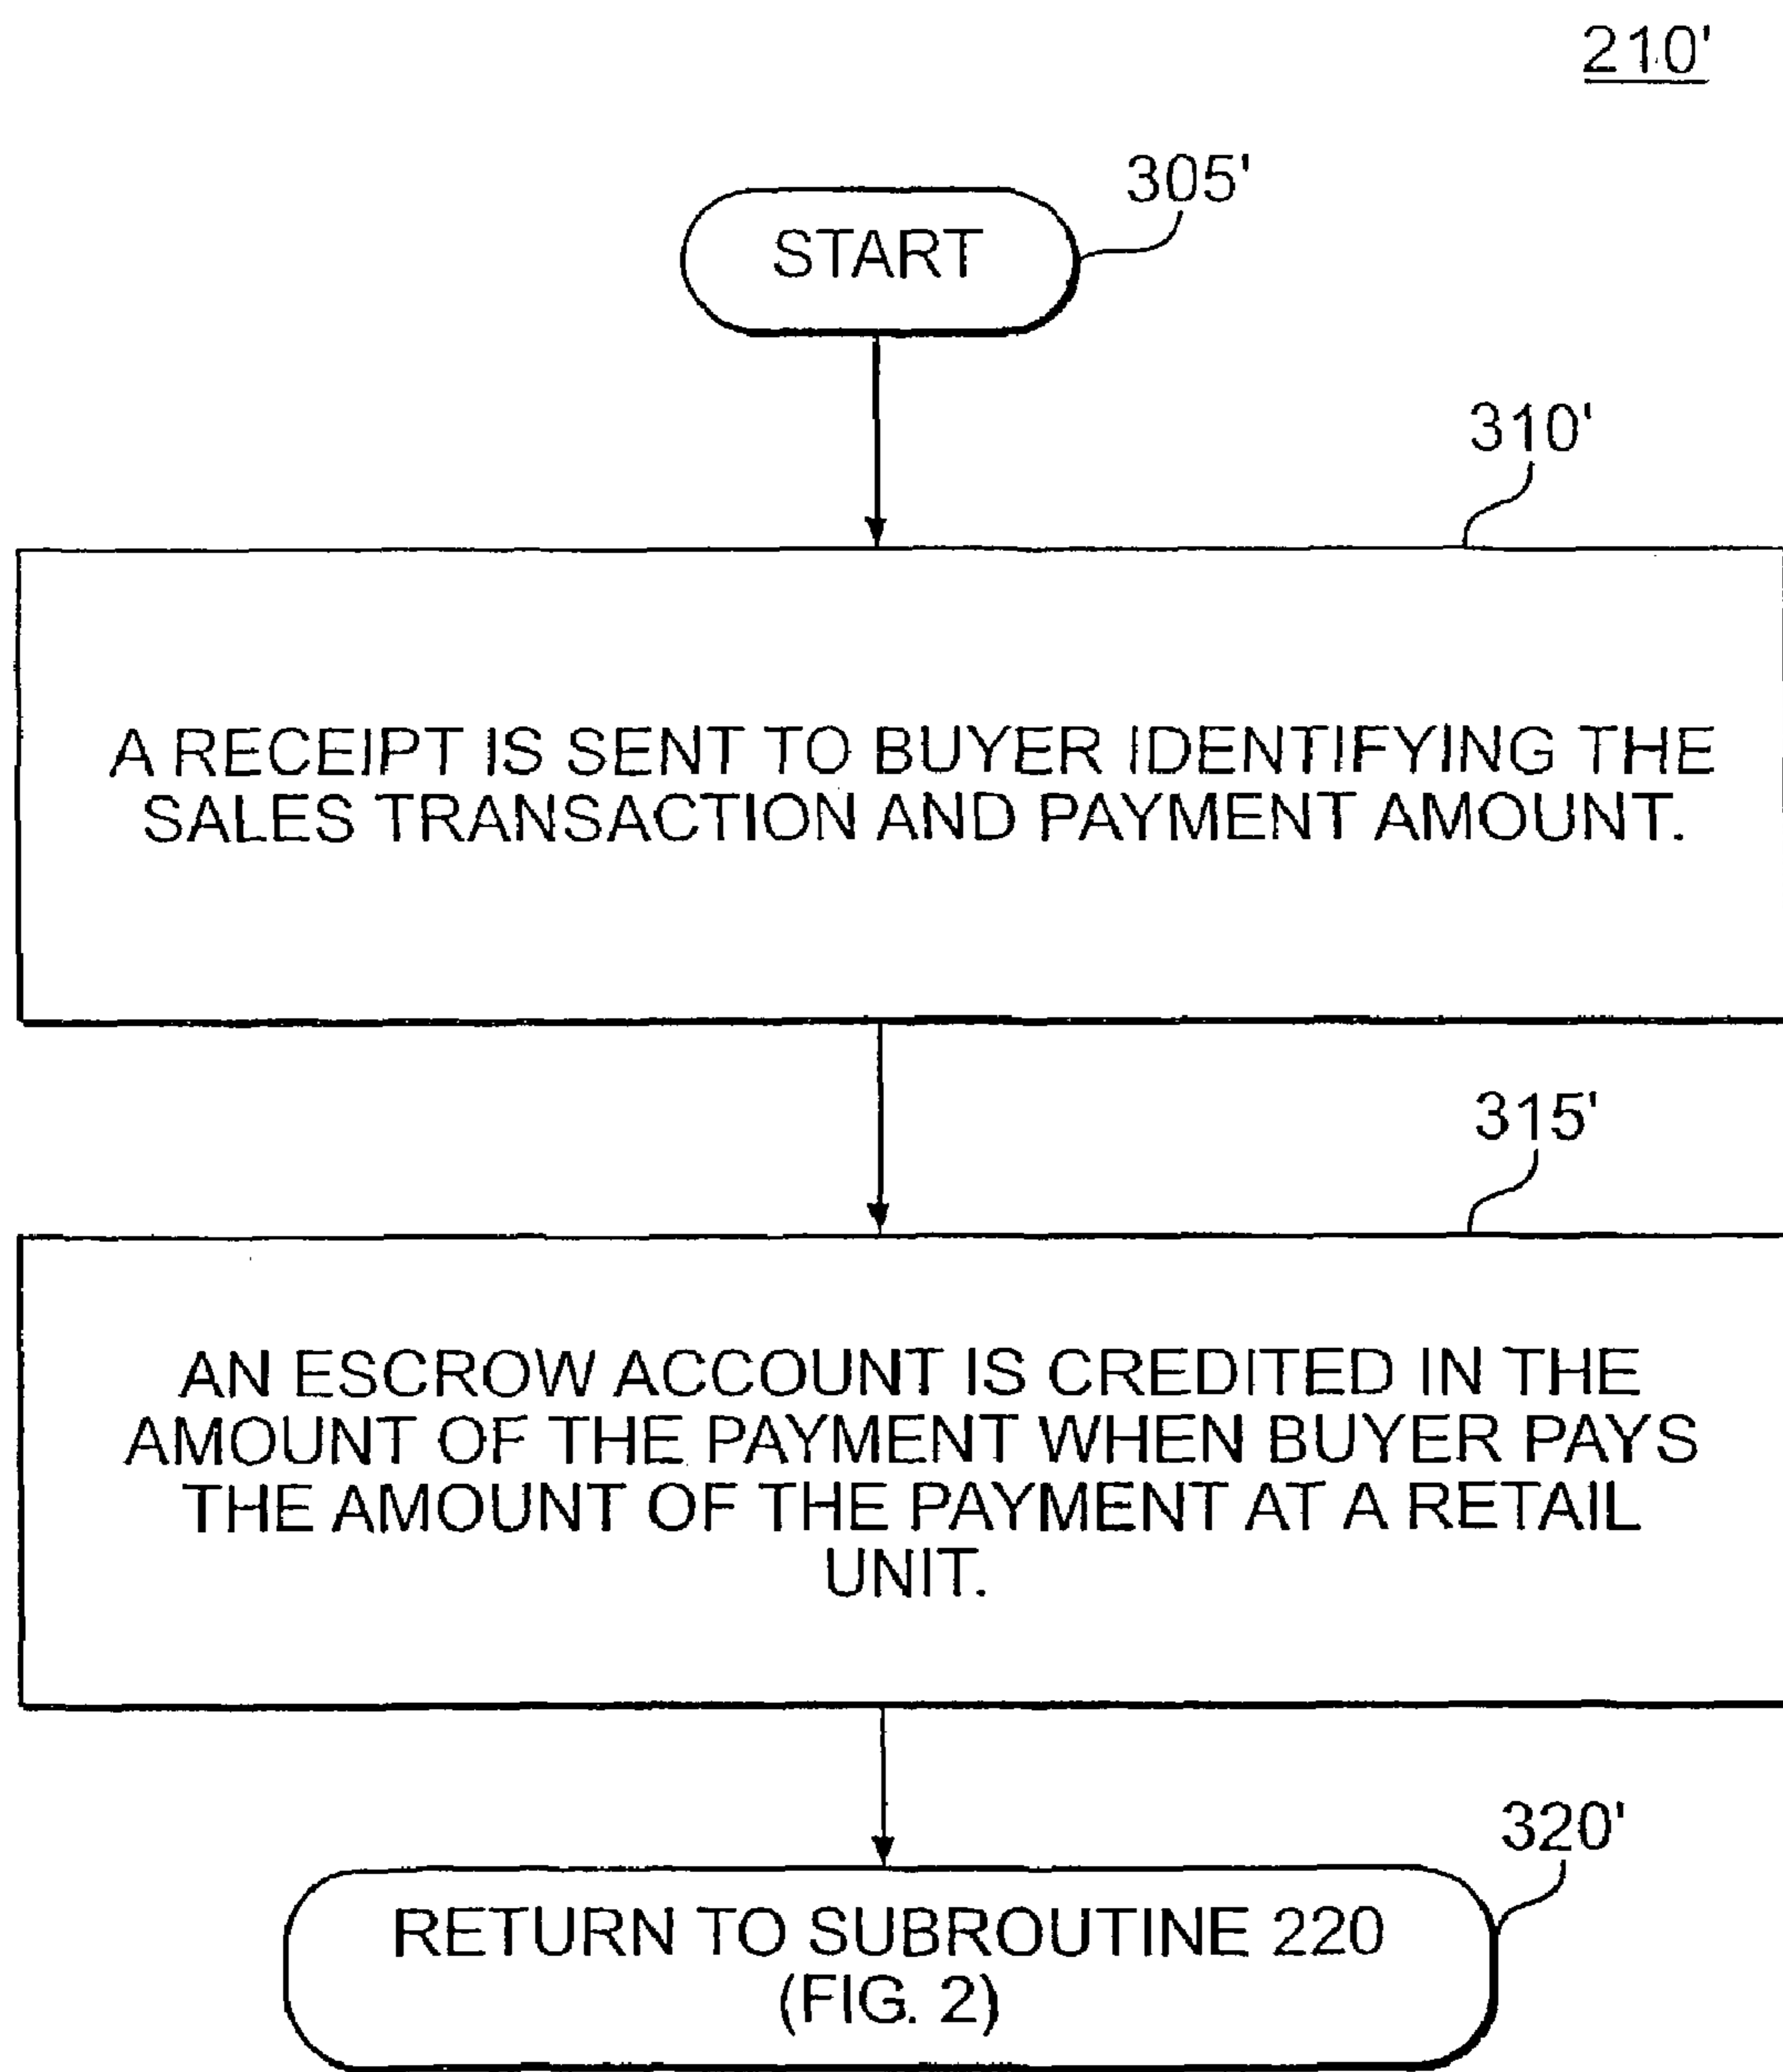 210'
305'
START
310'
A RECEIPT IS SENT TO BUYER IDENTIFYING THE
SALES TRANSACTION AND PAYMENT AMOUNT.
315'
AN ESCROW ACCOUNT IS CREDITED IN THE
AMOUNT OF THE PAYMENT WHEN BUYER PAYS
THE AMOUNT OF THE PAYMENT AT A RETAIL
UNIT.
320'
RETURN TO SUBROUTINE 220
(FIG. 2)